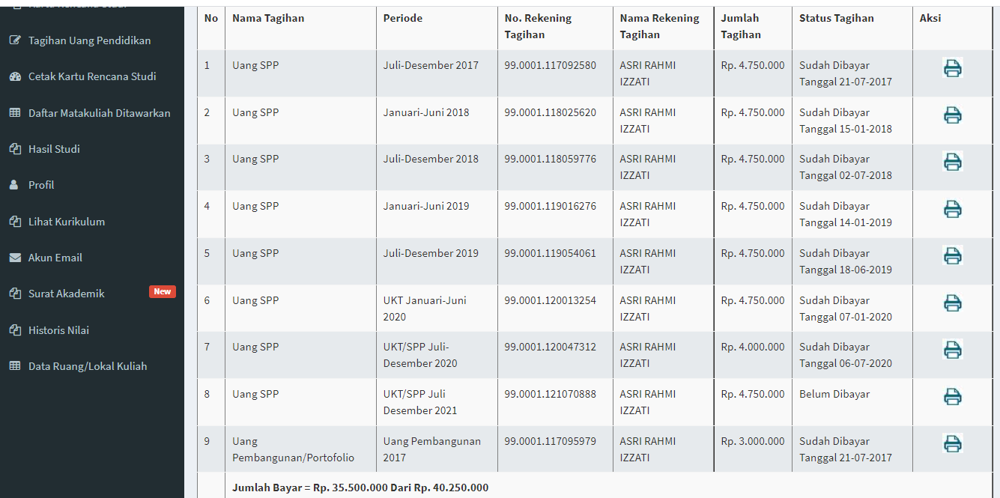 Tagihan Uang Pendidikan
Cetak Kartu Rencana Studi
Daftar Matakuliah Ditawarkan
Hasil Studi
Profil
Lihat Kurikulum
Akun Email
Surat Akademik New
Historis Nilai
Data Ruang/Lokal Kuliah
No Nama Tagihan Periode No. Rekening Nama Rekening Jumlah Status Tagihan Aksi
Tagihan Tagihan Tagihan
1 Uang SPP Juli-Desember 2017 99.0001.117092580 ASRI RAHMI Rp. 4.750.000 Sudah Dibayar
IZZATI Tanggal 21-07-2017
2 Uang SPP Januari-Juni 2018 99.0001.118025620 ASRI RAHMI Rp. 4.750.000 Sudah Dibayar
IZZATI Tanggal 15-01-2018
3 Uang SPP Juli-Desember 2018 99.0001.118059776 ASRI RAHMI Rp. 4.750.000 Sudah Dibayar
IZZATI Tanggal 02-07-2018
4 Uang SPP Januari-Juni 2019 99.0001.119016276 ASRI RAHMI Rp. 4.750.000 Sudah Dibayar
IZZATI Tanggal 14-01-2019
5 Uang SPP Juli-Desember 2019 99.0001.119054061 ASRI RAHMI Rp. 4.750.000 Sudah Dibayar
IZZATI Tanggal 18-06-2019
6 Uang SPP UKT Januari-Juni 99.0001.120013254 ASRI RAHMI Rp. 4.750.000 Sudah Dibayar
2020 IZZATI Tanggal 07-01-2020
7 Uang SPP UKT/SPP Juli- 99.0001.120047312 ASRI RAHMI Rp. 4.000.000 Sudah Dibayar
Desember 2020 IZZATI Tanggal 06-07-2020
8 Uang SPP UKT/SPP Juli 99.0001.121070888 ASRI RAHMI Rp. 4.750.000 Belum Dibayar
Desember 2021 IZZATI
9 Uang Uang Pembangunan 99.0001.117095979 ASRI RAHMI Rp. 3.000.000 Sudah Dibayar
Pembangunan/Portofolio 2017 IZZATI Tanggal 21-07-2017
Jumlah Bayar = Rp. 35.500.000 Dari Rp. 40.250.000